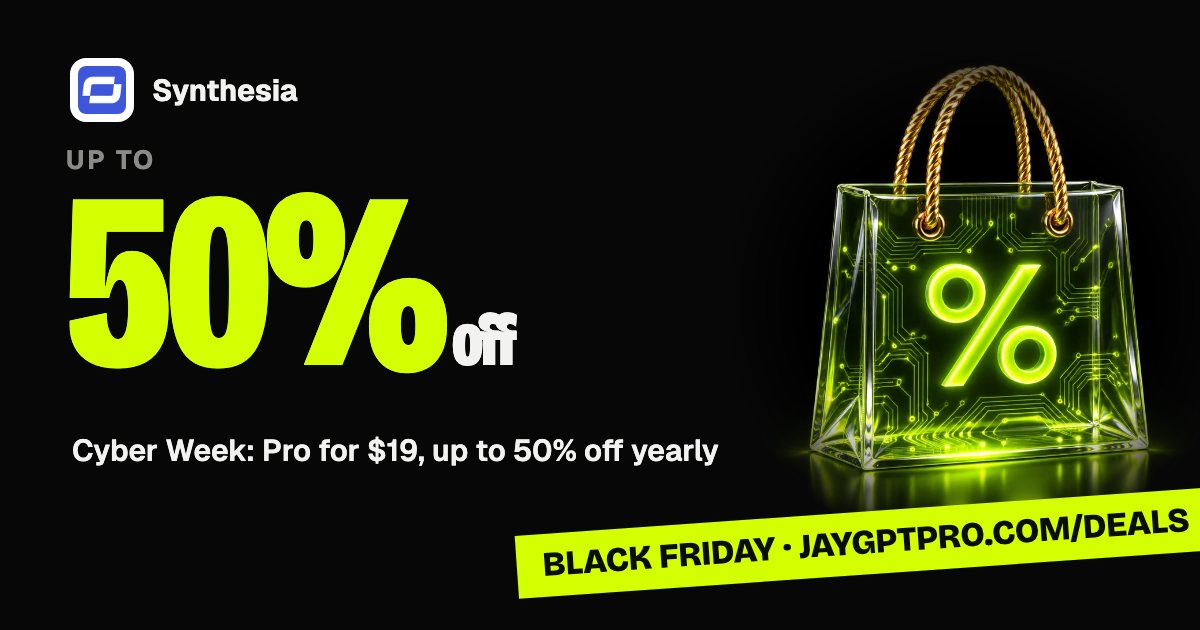 Synthesia
UP TO
50% off
Cyber Week: Pro for $19, up to 50% off yearly
%
BLACK FRIDAY · JAYGPTPRO.COM/DEALS